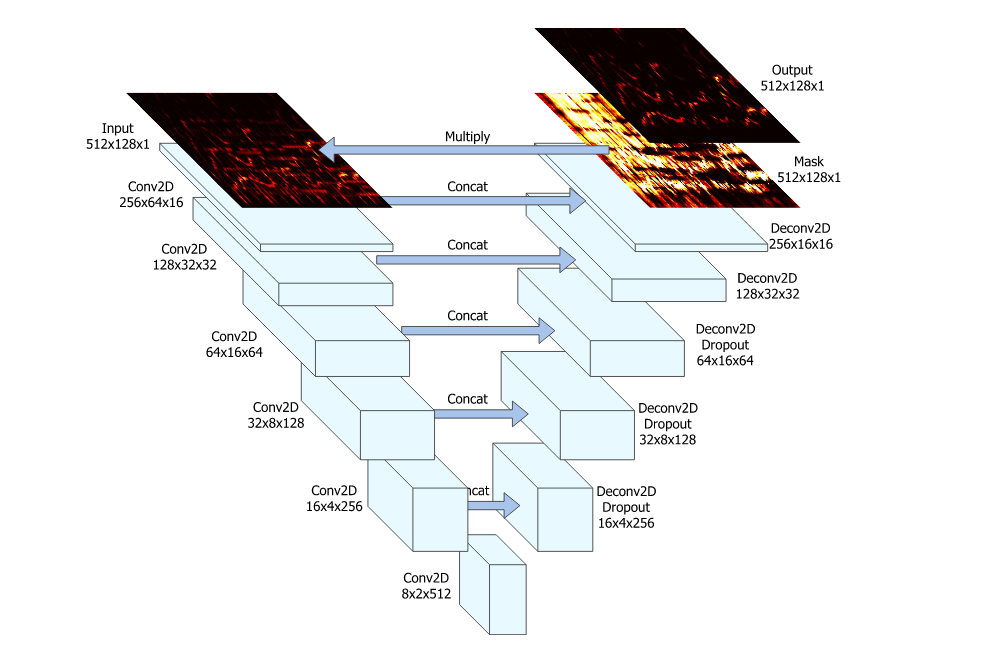 Output
512x128x1
Input
512x128x1
Multiply
Mask
512x128x1
Conv2D
256x64x16
Concat
Deconv2D
256x16x16
Conv2D
128x32x32
Concat
Deconv2D
128x32x32
Conv2D
64x16x64
Concat
Deconv2D
Dropout
64x16x64
Conv2D
32x8x128
Concat
Deconv2D
Dropout
32x8x128
Conv2D
16x4x256
ncat
Deconv2D
Dropout
16x4x256
Conv2D
8x2x512